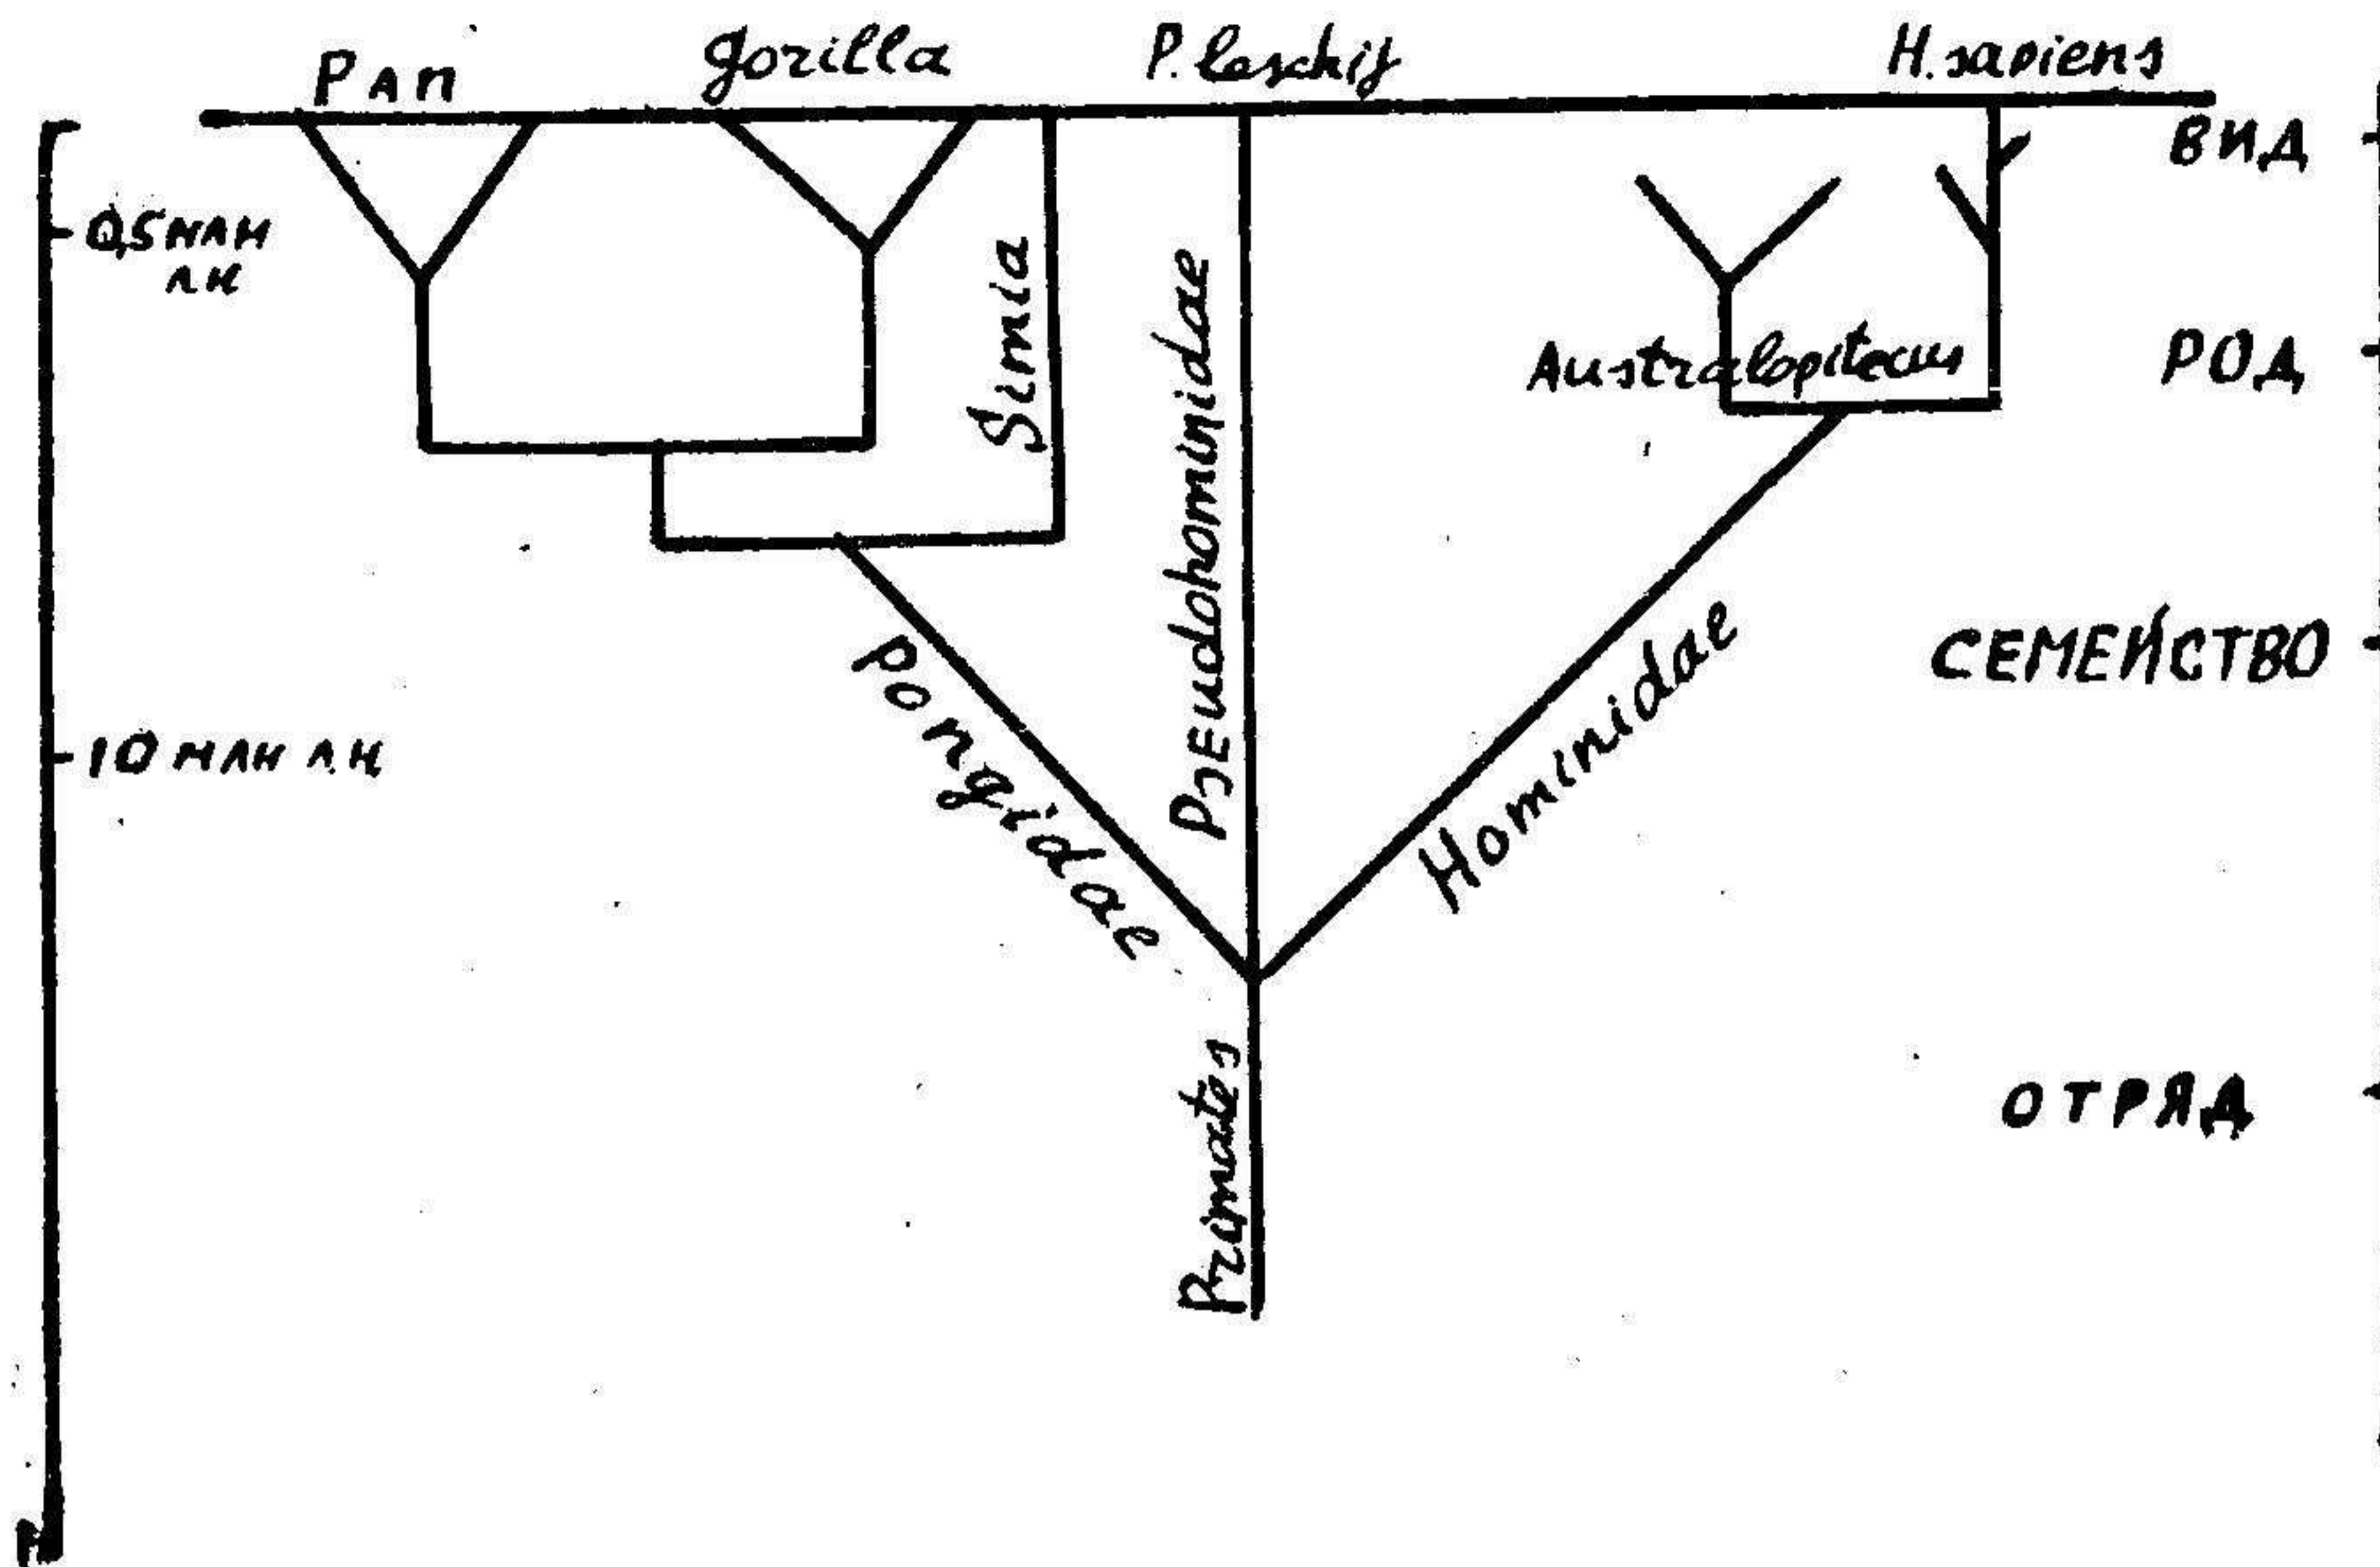 Pan
gorilla
P. leschij
H. sapiens
ВИД
0,5 МЛН
Л Н
Simia
Pseudohominidae
Australopitecus
РОД
СЕМЕЙСТВО
Pongidae
Hominidae
10 МЛН Л Н
ОТРЯД
Primates